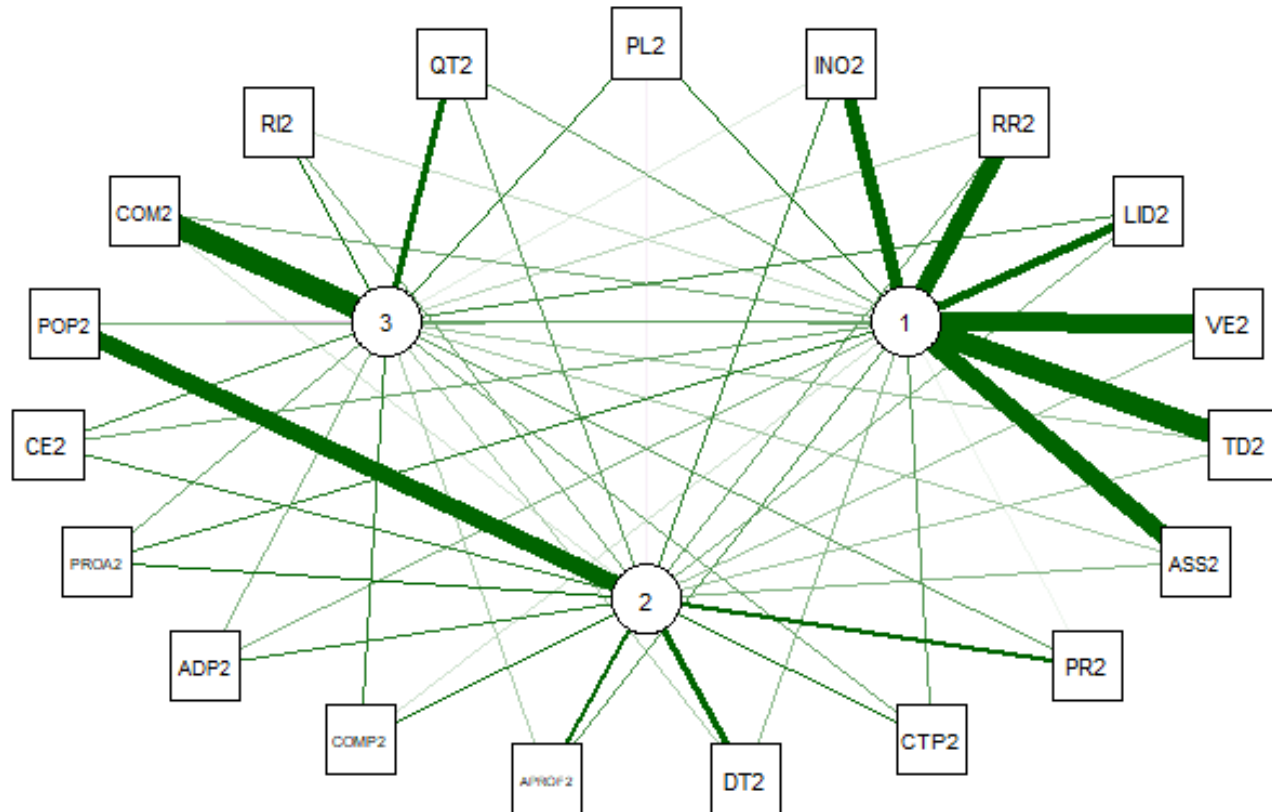 PL2
QT2
INO2
RI2
RR2
COM2
LID2
POP2
3
1
VE2
CE2
TD2
PROA2
ASS2
2
ADP2
PR2
COMP2
CTP2
APROF2
DT2